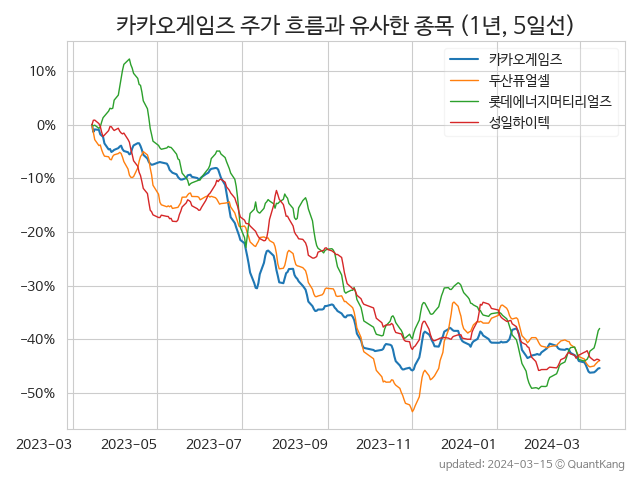 카카오게임즈 주가 흐름과 유사한 종목 (1년, 5일선)
카카오게임즈
두산퓨얼셀
롯데에너지머티리얼즈
성일하이텍
10%
0%
−10%
−20%
−30%
−40%
−50%
2023−03 2023−05 2023−07 2023−09 2023−11 2024−01 2024−03
updated: 2024-03-15 © QuantKang